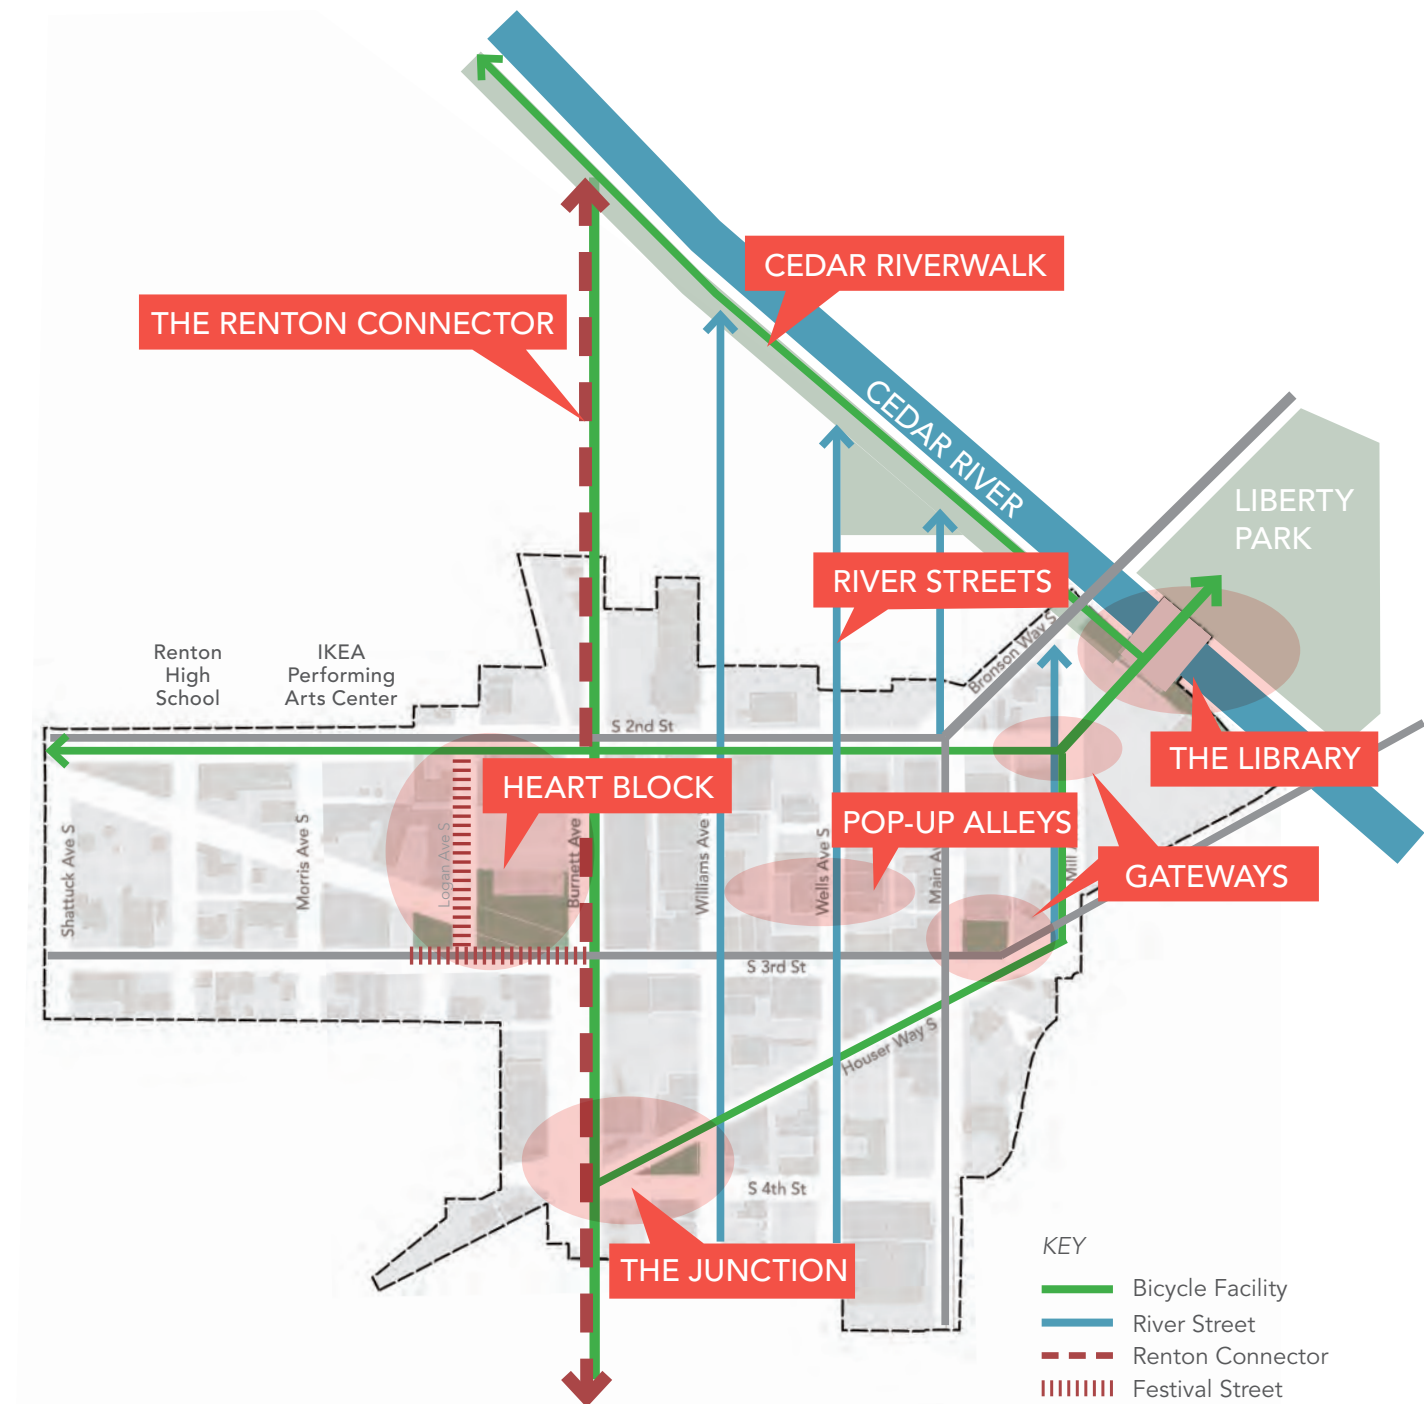 CEDAR RIVERWALK
THE RENTON CONNECTOR
CEDAR RIVER
LIBERTY
PARK
RIVER STREETS
Bronson Way S
Renton
High
School
IKEA
Performing
Arts Center
S 2nd St
THE LIBRARY
HEART BLOCK
POP-UP ALLEYS
GATEWAYS
Shattuck Ave S
Morris Ave S
Logan Ave S
Burnett Ave
Williams Ave
Wells Ave S
Main Av
Mill
S 3rd St
Houser Way S
S 4th St
THE JUNCTION
KEY
Bicycle Facility
River Street
Renton Connector
Festival Street